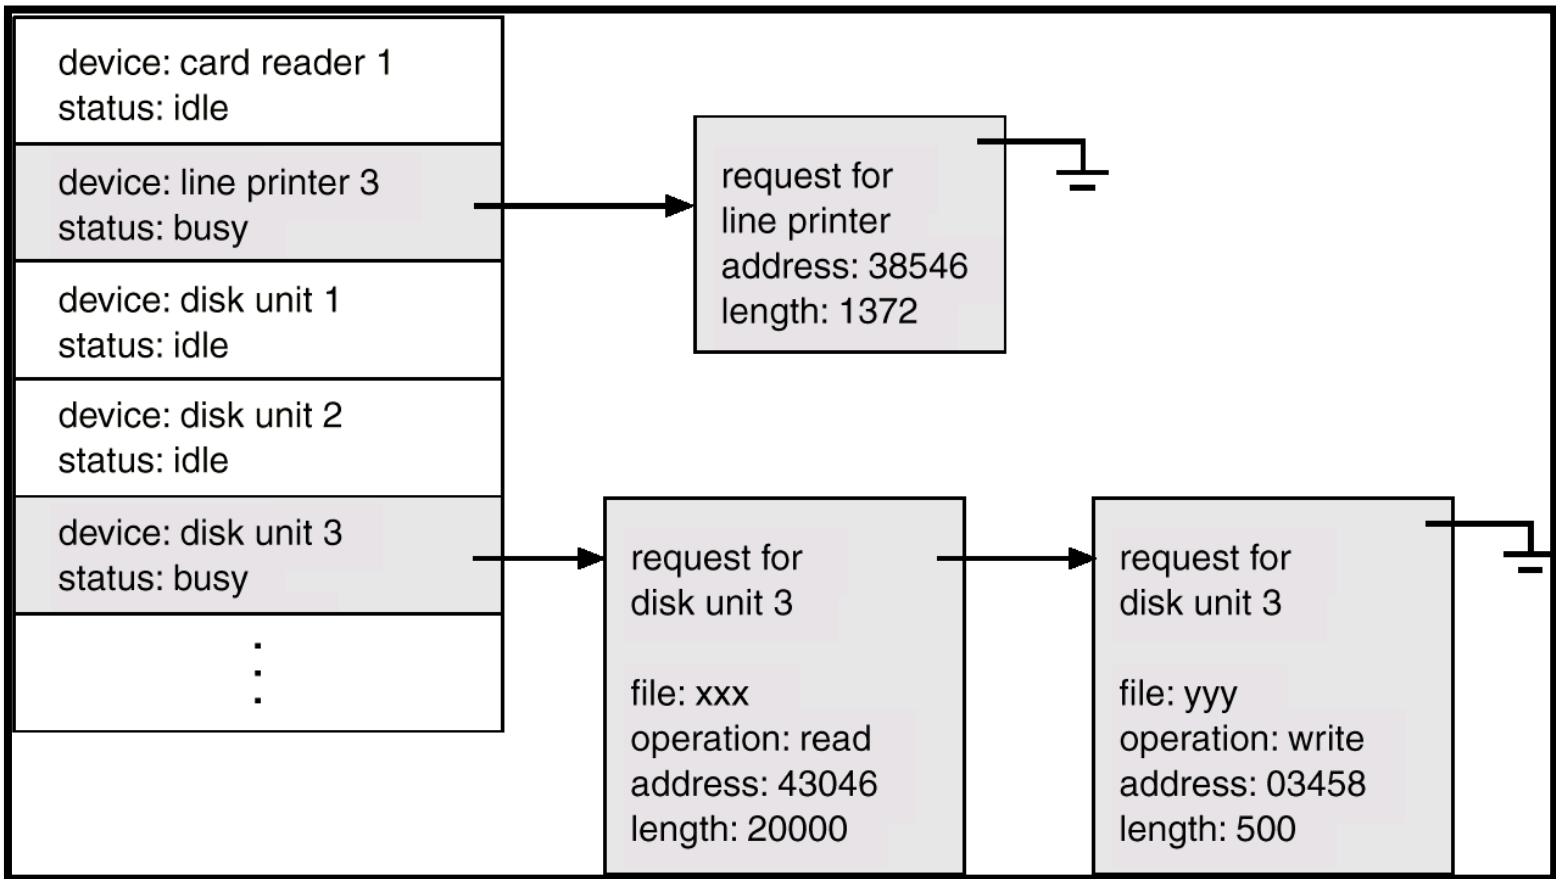 device: card reader 1
status: idle
device: line printer 3
status: busy
device: disk unit 1
status: idle
device: disk unit 2
status: idle
device: disk unit 3
status: busy
request for
line printer
address: 38546
length: 1372
request for
disk unit 3
file: xxx
operation: read
address: 43046
length: 20000
request for
disk unit 3
file: yyy
operation: write
address: 03458
length: 500